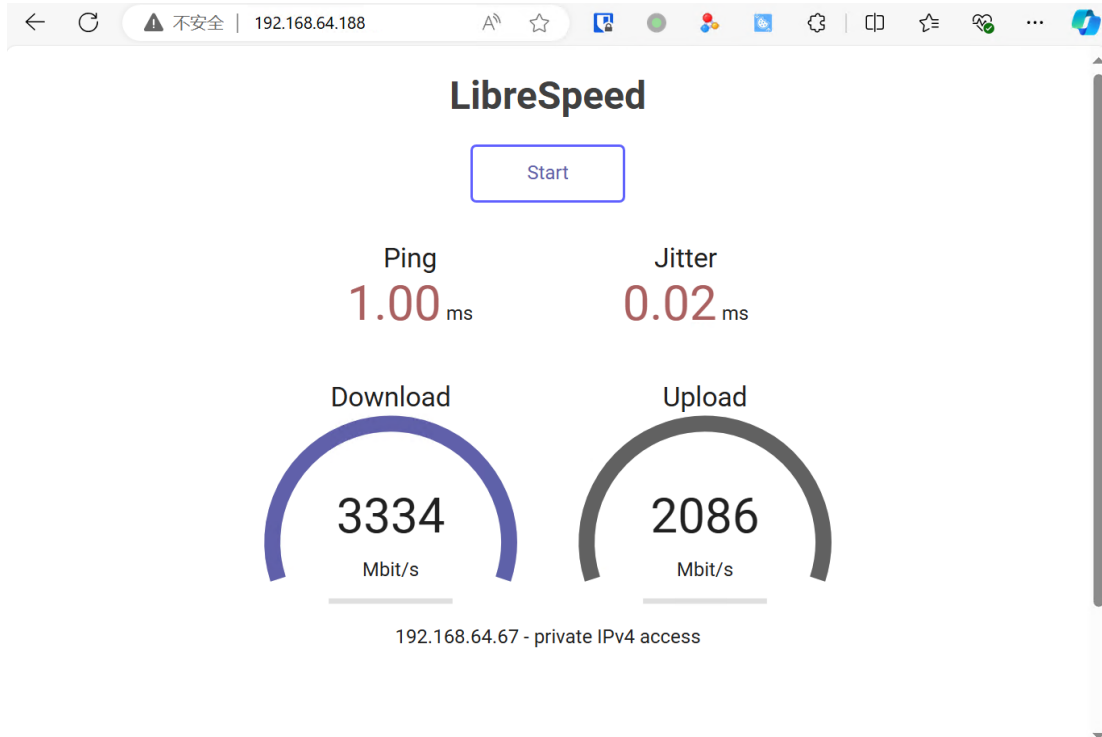 不安全 192.168.64.188
LibreSpeed
Start
Ping Jitter
1.00 ms 0.02 ms
Download Upload
3334 2086
Mbit/s Mbit/s
192.168.64.67 - private IPv4 access